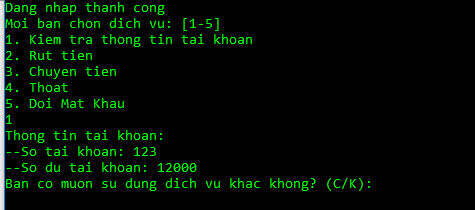 Dang nhap thanh cong
Moi ban chon dich vu: [1-5]
1. Kiem tra thong tin tai khoan
2. Rut tien
3. Chuyen tien
4. Thoat
5. Doi Mat Khau
1
Thong tin tai khoan:
--So tai khoan: 123
--So du tai khoan: 12000
Ban co muon su dung dich vu khac khong? (C/K):